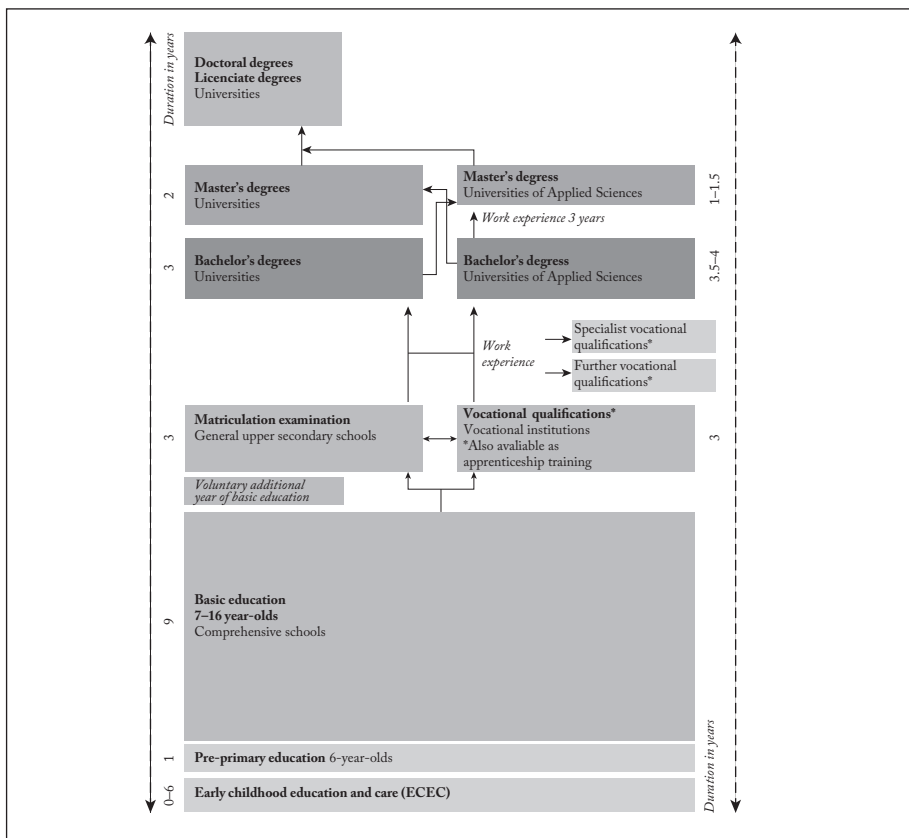 Duration in years
Doctoral degrees
Licenciate degrees
Universities
2
Master's degrees
Universities
Master's degress
Universities of Applied Sciences
1–1.5
Work experience 3 years
3
Bachelor's degrees
Universities
Bachelor's degress
Universities of Applied Sciences
3.5–4
Work
experience
Specialist vocational
qualifications*
Further vocational
qualifications*
3
Matriculation examination
General upper secondary schools
Vocational qualifications*
Vocational institutions
*Also avaliable as
apprenticeship training
3
Voluntary additional
year of basic education
9
Basic education
7–16 year-olds
Comprehensive schools
1
Pre-primary education 6-year-olds
0–6
Early childhood education and care (ECEC)
Duration in years